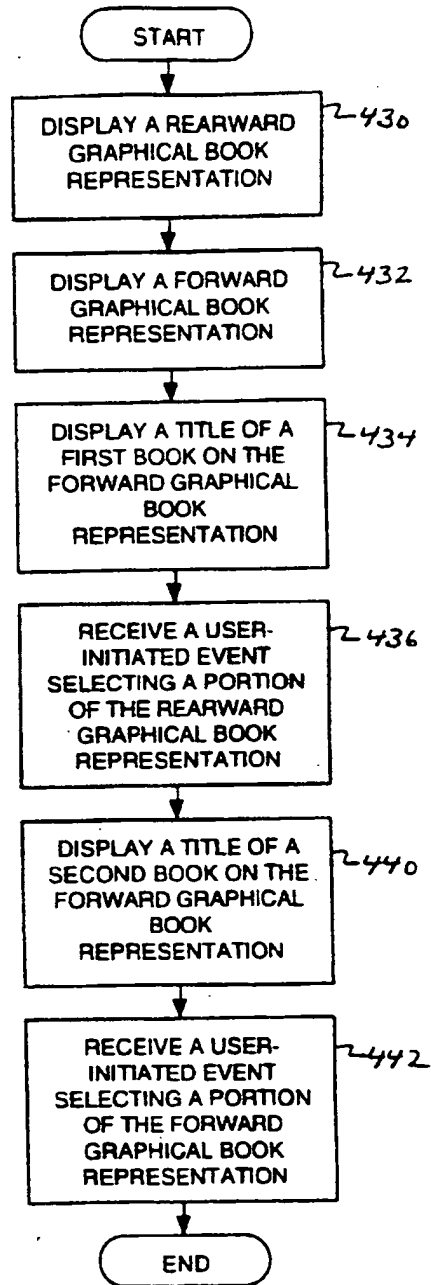 START
DISPLAY A REARWARD
GRAPHICAL BOOK
REPRESENTATION
430
DISPLAY A FORWARD
GRAPHICAL BOOK
REPRESENTATION
432
DISPLAY A TITLE OF A
FIRST BOOK ON THE
FORWARD GRAPHICAL
BOOK
REPRESENTATION
434
RECEIVE A USER-
INITIATED EVENT
SELECTING A PORTION
OF THE REARWARD
GRAPHICAL BOOK
REPRESENTATION
436
DISPLAY A TITLE OF A
SECOND BOOK ON THE
FORWARD GRAPHICAL
BOOK
REPRESENTATION
440
RECEIVE A USER-
INITIATED EVENT
SELECTING A PORTION
OF THE FORWARD
GRAPHICAL BOOK
REPRESENTATION
442
END